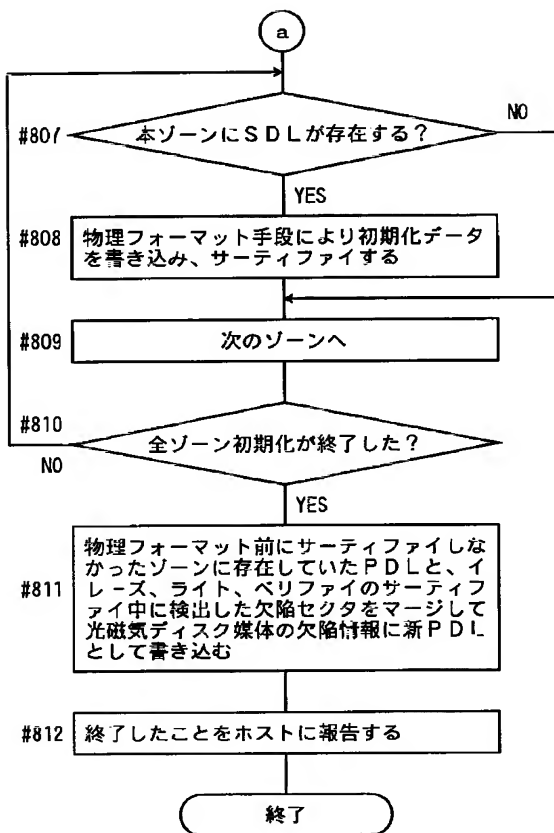 a
#807
本ゾーンにＳＤＬが存在する？
NO
YES
#808
物理フォーマット手段により初期化データ
を書き込み、サーティファイする
#809
次のゾーンへ
#810
全ゾーン初期化が終了した？
NO
YES
#811
物理フォーマット前にサーティファイしな
かったゾーンに存在していたＰＤＬと、イ
レーズ、ライト、ベリファイのサーティフ
ァイ中に検出した欠陥セクタをマージして
光磁気ディスク媒体の欠陥情報に新ＰＤＬ
として書き込む
#812
終了したことをホストに報告する
終了